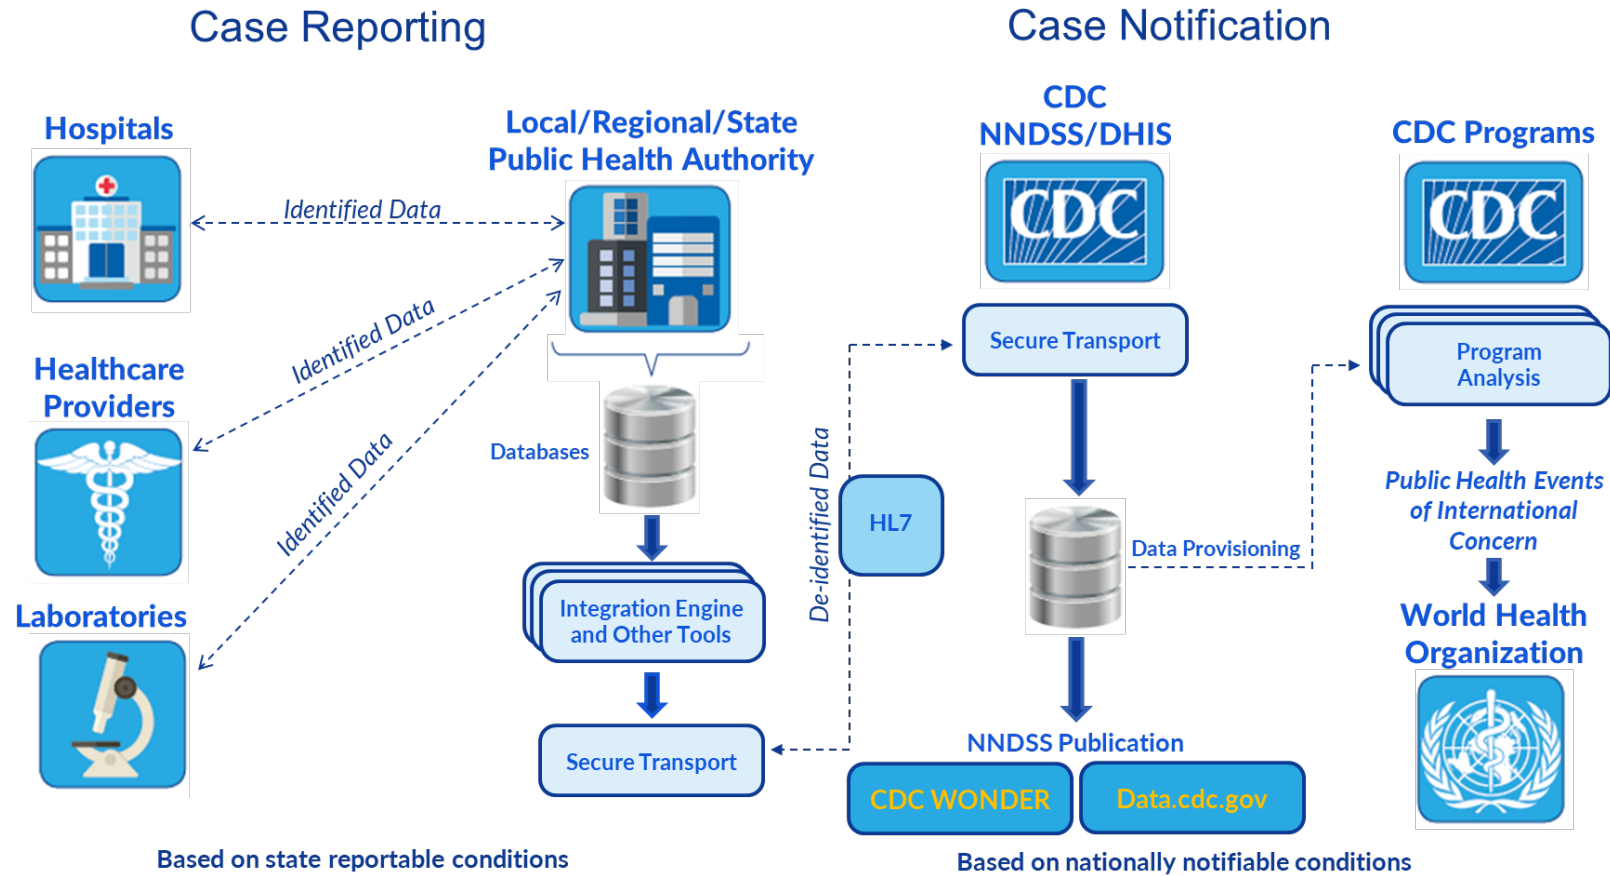 Case Reporting
Case Notification
Hospitals
Identified Data
Local/Regional/State
Public Health Authority
Healthcare
Providers
Identified Data
Laboratories
Identified Data
Databases
Integration Engine
and Other Tools
Secure Transport
Based on state reportable conditions
De-identified Data
HL7
CDC
NNDSS/DHIS
CDC
Secure Transport
Data Provisioning
NNDSS Publication
CDC WONDER
Data.cdc.gov
CDC Programs
CDC
Program
Analysis
Public Health Events
of International
Concern
World Health
Organization
Based on nationally notifiable conditions